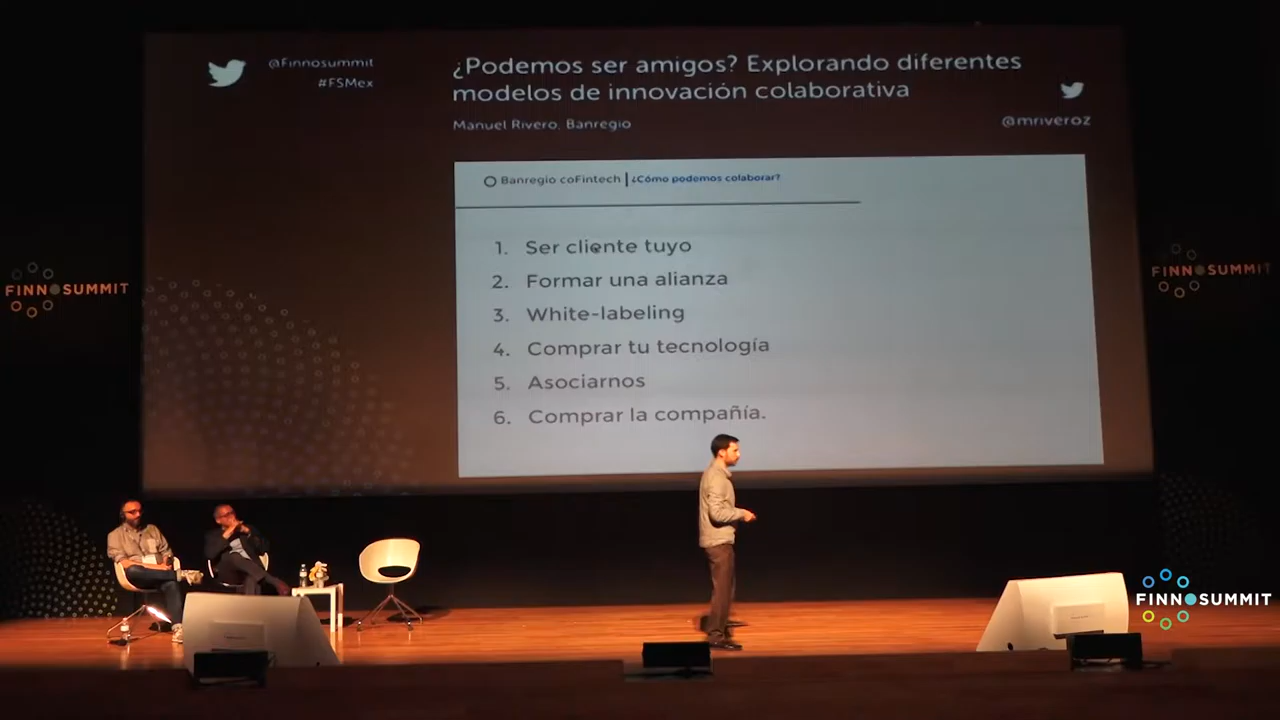 @Finnosummit
#FSMex
¿Podemos ser amigos? Explorando diferentes
modelos de innovación colaborativa
Manuel Rivero, Banregio
@mriveroz
Banregio coFintech | ¿Cómo podemos colaborar?
1. Ser cliente tuyo
2. Formar una alianza
3. White-labeling
4. Comprar tu tecnología
5. Asociarnos
6. Comprar la compañía.
FINNOSUMMIT
FINNOSUMMIT
FINNOSUMMIT